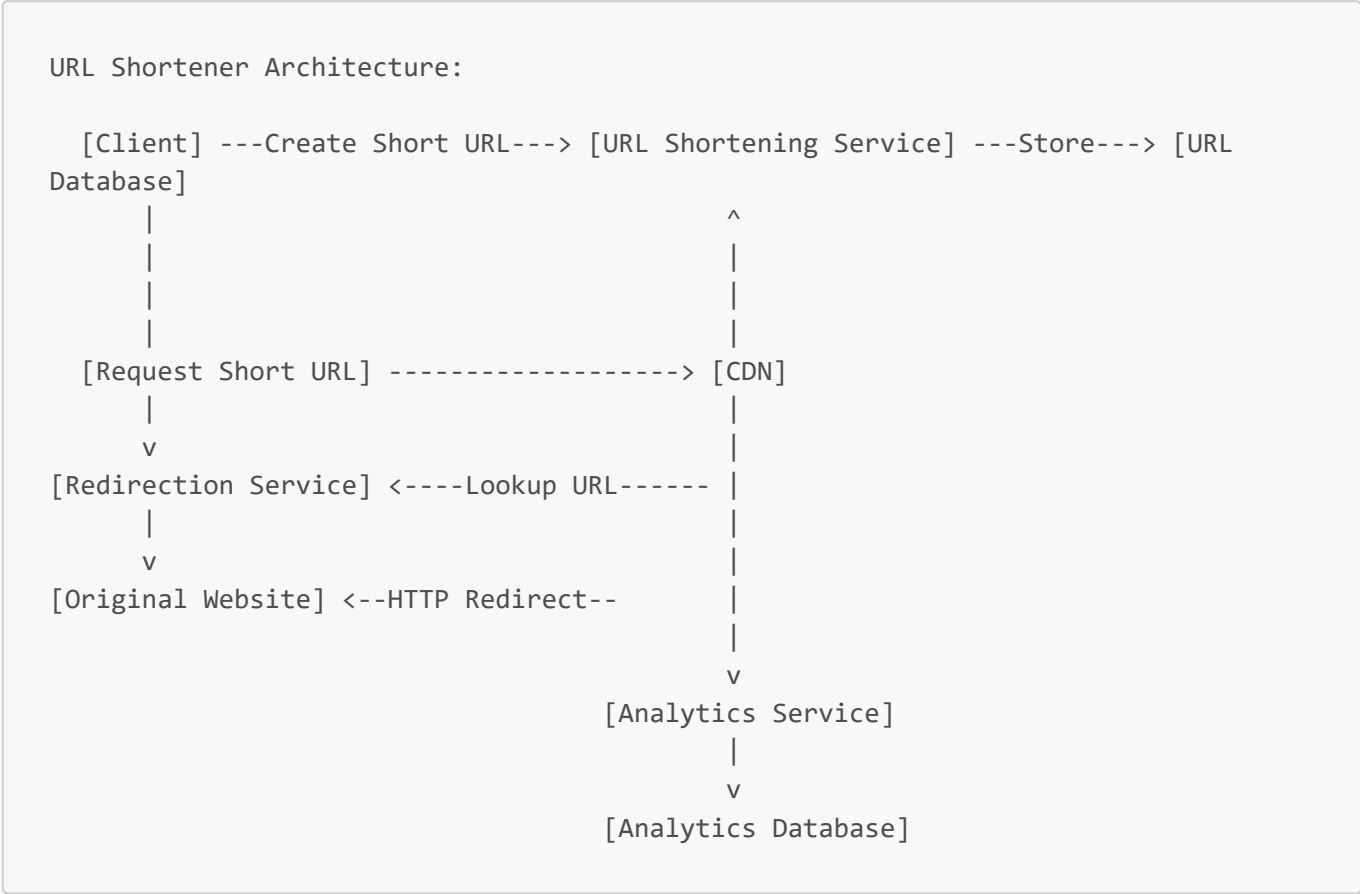 URL Shortener Architecture:
  [Client] ---Create Short URL---> [URL Shortening Service] ---Store---> [URL
Database]
      |                                     ^
      |                                     |
      |                                     |
      |                                     |
  [Request Short URL] -------------------> [CDN]
      |                                     |
      v                                     |
[Redirection Service] <----Lookup URL------ |
      |                                     |
      v                                     |
[Original Website] <--HTTP Redirect--       |
                                            |
                                            v
                                    [Analytics Service]
                                            |
                                            v
                                    [Analytics Database]